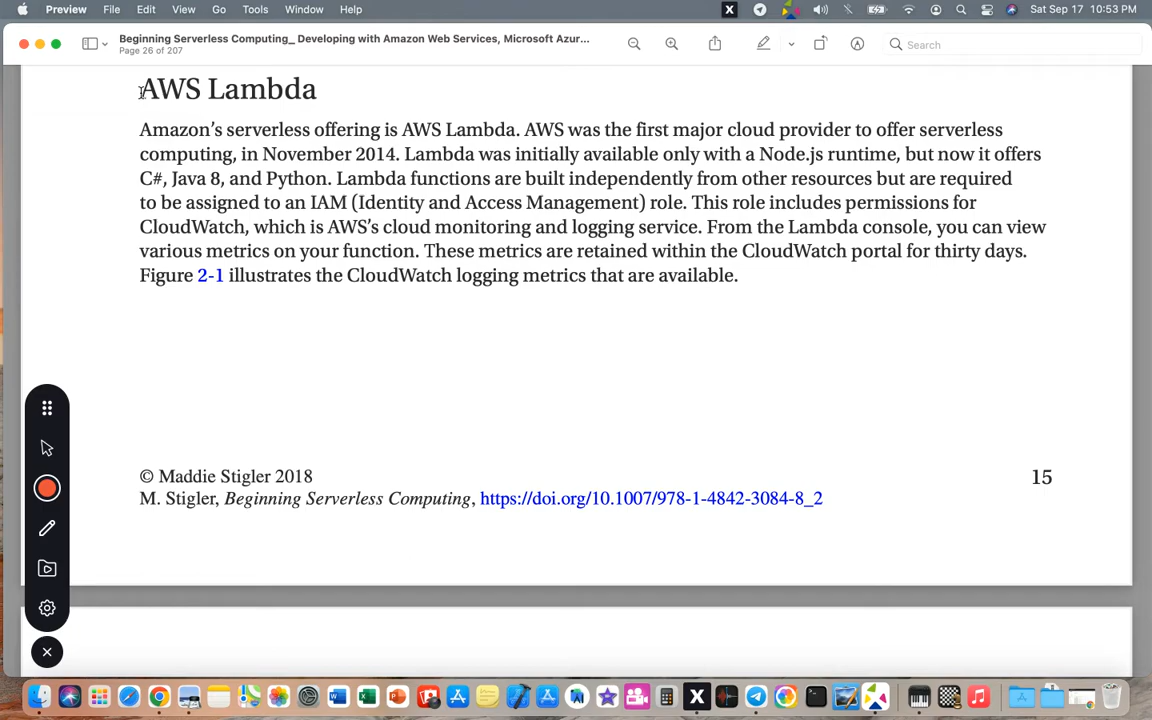 Preview File Edit View Go Tools Window Help Sat Sep 17 10:53 PM
Beginning Serverless Computing_ Developing with Amazon Web Services, Microsoft Azur...
Page 26 of 207
Search
AWS Lambda
Amazon’s serverless offering is AWS Lambda. AWS was the first major cloud provider to offer serverless
computing, in November 2014. Lambda was initially available only with a Node.js runtime, but now it offers
C#, Java 8, and Python. Lambda functions are built independently from other resources but are required
to be assigned to an IAM (Identity and Access Management) role. This role includes permissions for
CloudWatch, which is AWS’s cloud monitoring and logging service. From the Lambda console, you can view
various metrics on your function. These metrics are retained within the CloudWatch portal for thirty days.
Figure 2-1 illustrates the CloudWatch logging metrics that are available.
© Maddie Stigler 2018
15
M. Stigler, Beginning Serverless Computing, https://doi.org/10.1007/978-1-4842-3084-8_2